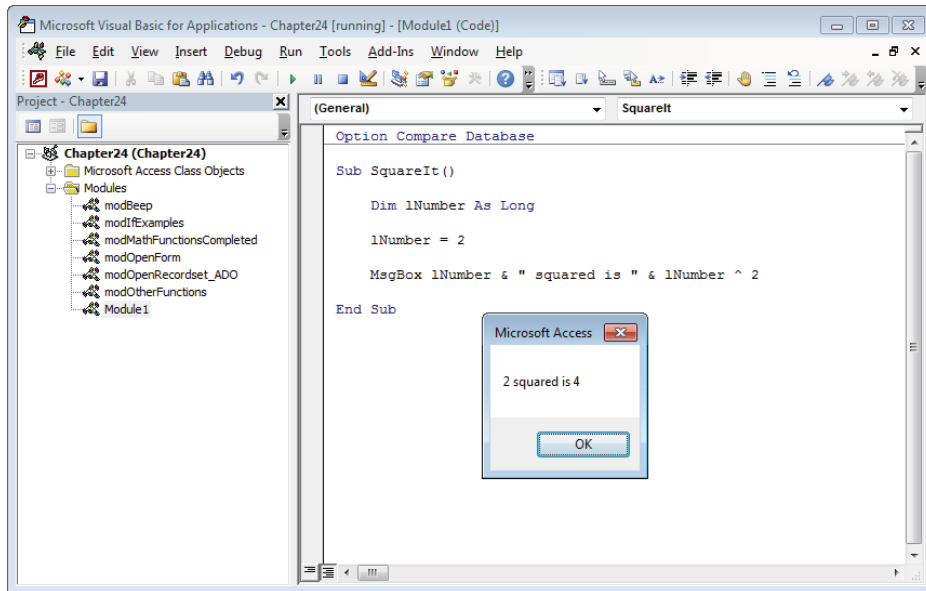 Microsoft Visual Basic for Applications - Chapter24 [running] - [Module1 (Code)]
File Edit View Insert Debug Run Tools Add-Ins Window Help
Project - Chapter24
Chapter24 (Chapter24)
Microsoft Access Class Objects
Modules
modBeep
modIfExamples
modMathFunctionsCompleted
modOpenForm
modOpenRecordset_ADO
modOtherFunctions
Module1
(General) SquareIt
Option Compare Database
Sub SquareIt()
Dim lNumber As Long
lNumber = 2
MsgBox lNumber & " squared is " & lNumber ^ 2
End Sub
Microsoft Access
2 squared is 4
OK